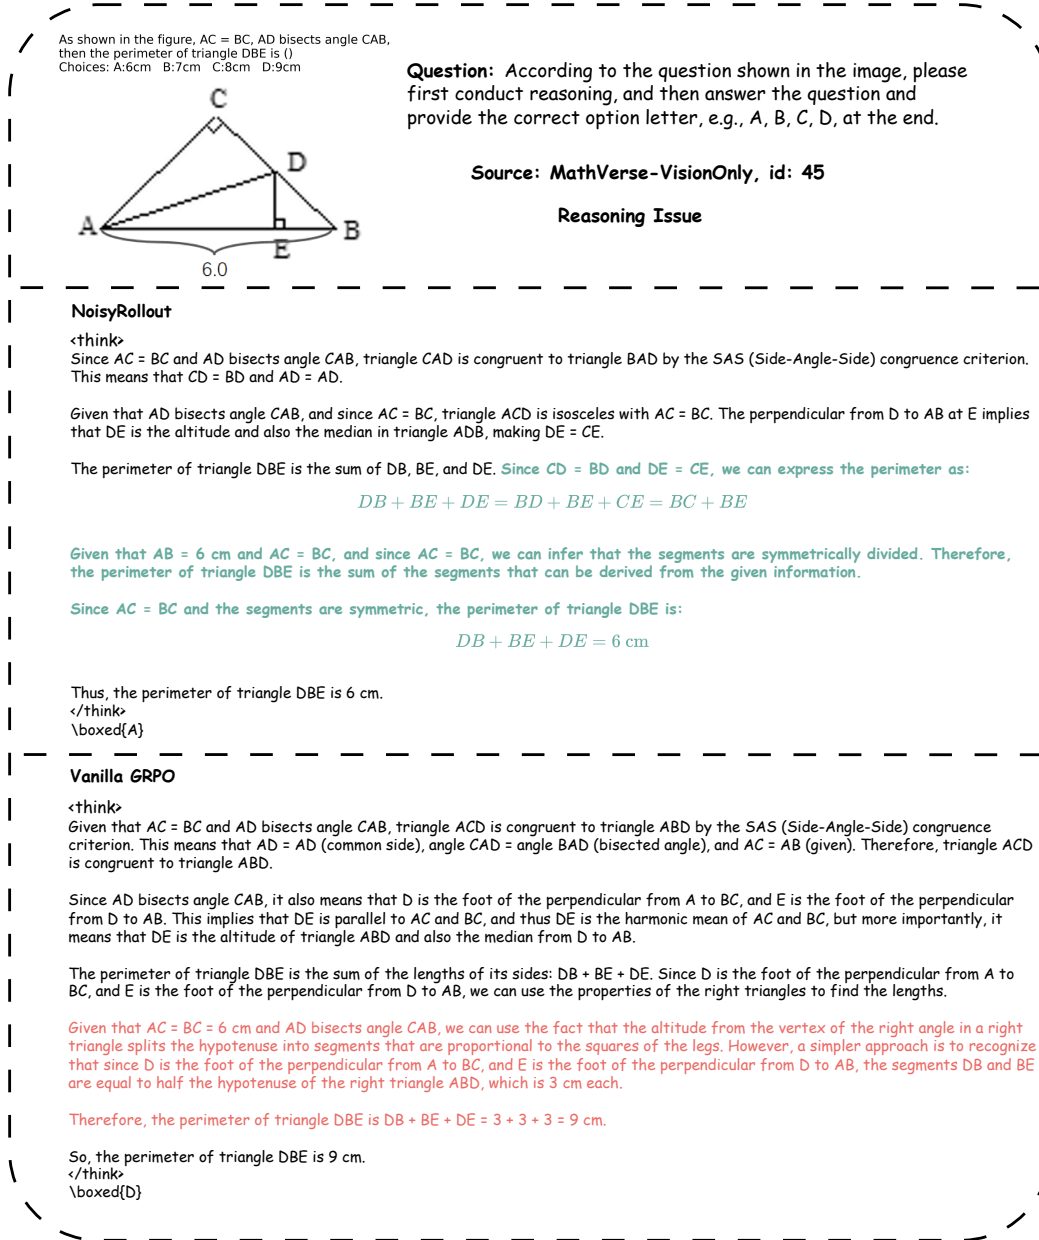 As shown in the figure, AC = BC, AD bisects angle CAB,
then the perimeter of triangle DBE is ()
Choices: A:6cm B:7cm C:8cm D:9cm
C
D
A
E
B
6.0
Question: According to the question shown in the image, please
first conduct reasoning, and then answer the question and
provide the correct option letter, e.g., A, B, C, D, at the end.
Source: MathVerse-VisionOnly, id: 45
Reasoning Issue
NoisyRollout
<think>
Since AC = BC and AD bisects angle CAB, triangle CAD is congruent to triangle BAD by the SAS (Side-Angle-Side) congruence criterion.
This means that CD = BD and AD = AD.
Given that AD bisects angle CAB, and since AC = BC, triangle ACD is isosceles with AC = BC. The perpendicular from D to AB at E implies
that DE is the altitude and also the median in triangle ADB, making DE = CE.
The perimeter of triangle DBE is the sum of DB, BE, and DE. Since CD = BD and DE = CE, we can express the perimeter as:
DB + BE + DE = BD + BE + CE = BC + BE
Given that AB = 6 cm and AC = BC, and since AC = BC, we can infer that the segments are symmetrically divided. Therefore,
the perimeter of triangle DBE is the sum of the segments that can be derived from the given information.
Since AC = BC and the segments are symmetric, the perimeter of triangle DBE is:
DB + BE + DE = 6 cm
Thus, the perimeter of triangle DBE is 6 cm.
</think>
\boxed{A}
Vanilla GRPO
<think>
Given that AC = BC and AD bisects angle CAB, triangle ACD is congruent to triangle ABD by the SAS (Side-Angle-Side) congruence
criterion. This means that AD = AD (common side), angle CAD = angle BAD (bisected angle), and AC = AB (given). Therefore, triangle ACD
is congruent to triangle ABD.
Since AD bisects angle CAB, it also means that D is the foot of the perpendicular from A to BC, and E is the foot of the perpendicular
from D to AB. This implies that DE is parallel to AC and BC, and thus DE is the harmonic mean of AC and BC, but more importantly, it
means that DE is the altitude of triangle ABD and also the median from D to AB.
The perimeter of triangle DBE is the sum of the lengths of its sides: DB + BE + DE. Since D is the foot of the perpendicular from A to
BC, and E is the foot of the perpendicular from D to AB, we can use the properties of the right triangles to find the lengths.
Given that AC = BC = 6 cm and AD bisects angle CAB, we can use the fact that the altitude from the vertex of the right angle in a right
triangle splits the hypotenuse into segments that are proportional to the squares of the legs. However, a simpler approach is to recognize
that since D is the foot of the perpendicular from A to BC, and E is the foot of the perpendicular from D to AB, the segments DB and BE
are equal to half the hypotenuse of the right triangle ABD, which is 3 cm each.
Therefore, the perimeter of triangle DBE is DB + BE + DE = 3 + 3 + 3 = 9 cm.
So, the perimeter of triangle DBE is 9 cm.
</think>
\boxed{D}